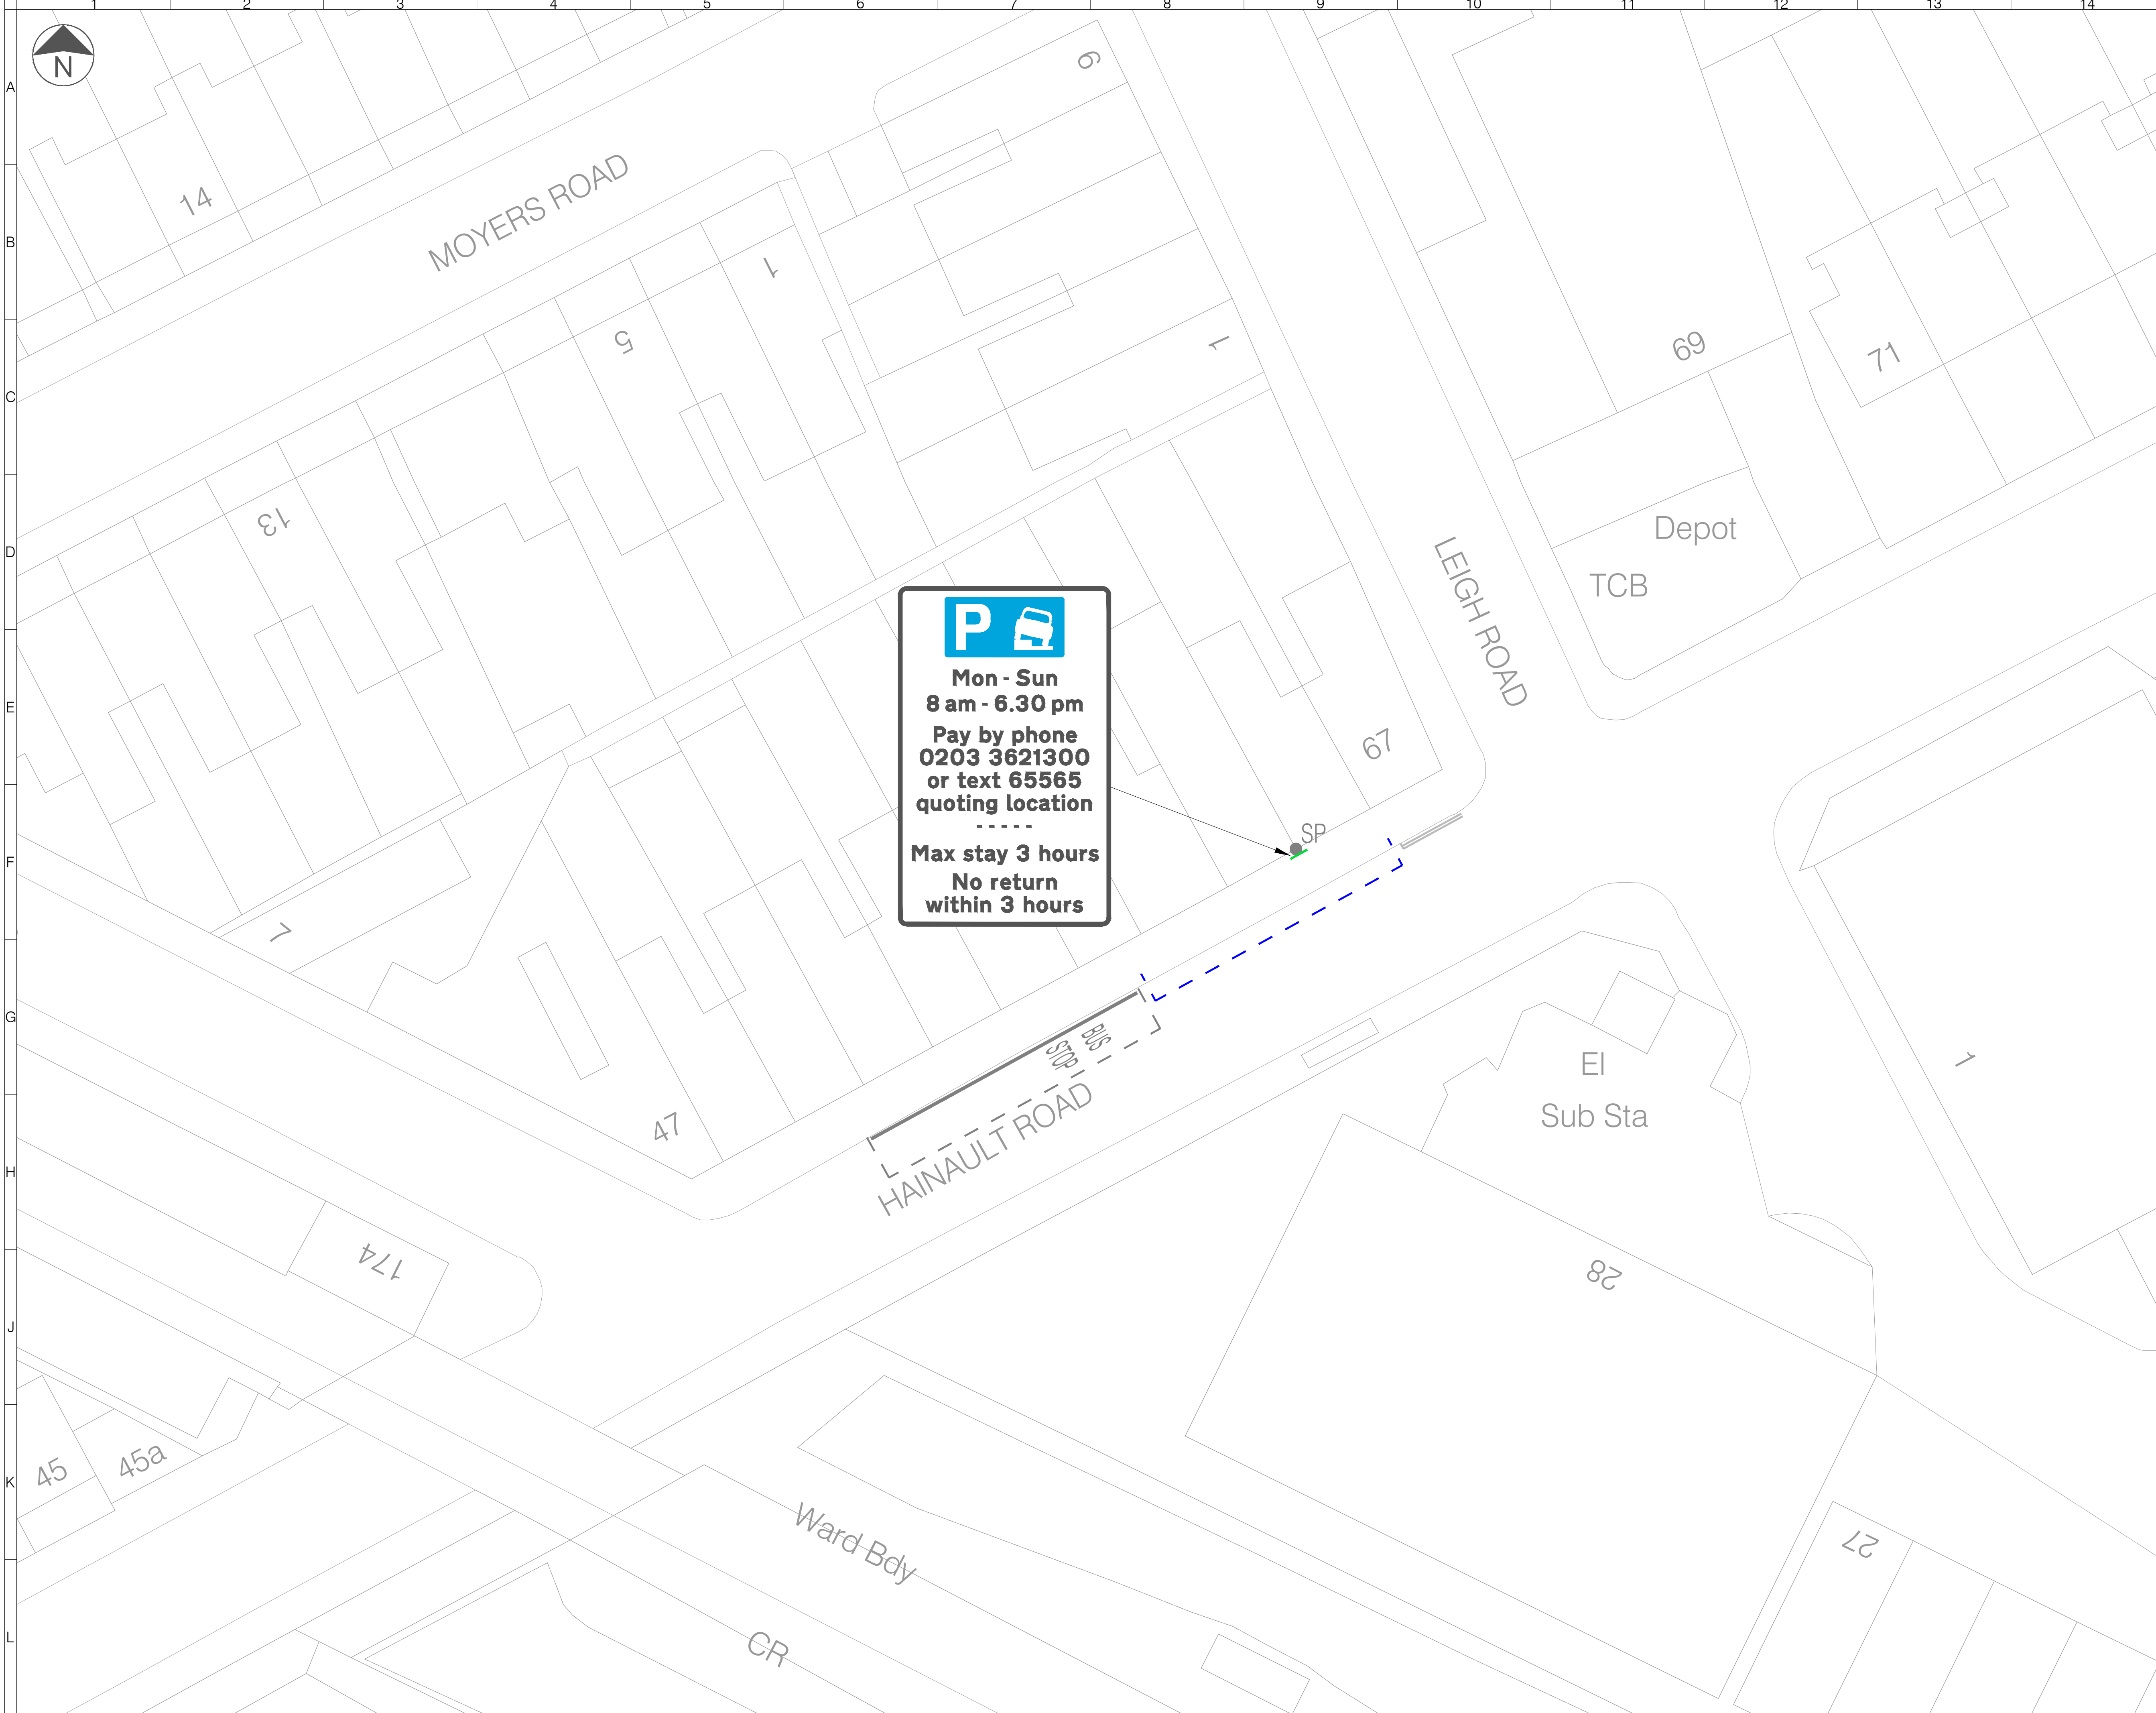 1 2 3 4 5 6 7 8 9 10 11 12 13 14
A
B
C
D
E
F
G
H
J
K
L
N
14
MOYERS ROAD
9
1
5
1
13
69
71
Depot
TCB
LEIGH ROAD
67
P
Mon - Sun
8 am - 6.30 pm
Pay by phone
0203 3621300
or text 65565
quoting location
Max stay 3 hours
No return
within 3 hours
SP
7
47
BUS
STOP
HAINAULT ROAD
El
Sub Sta
1
28
174
45
45a
Ward Bdy
27
CR